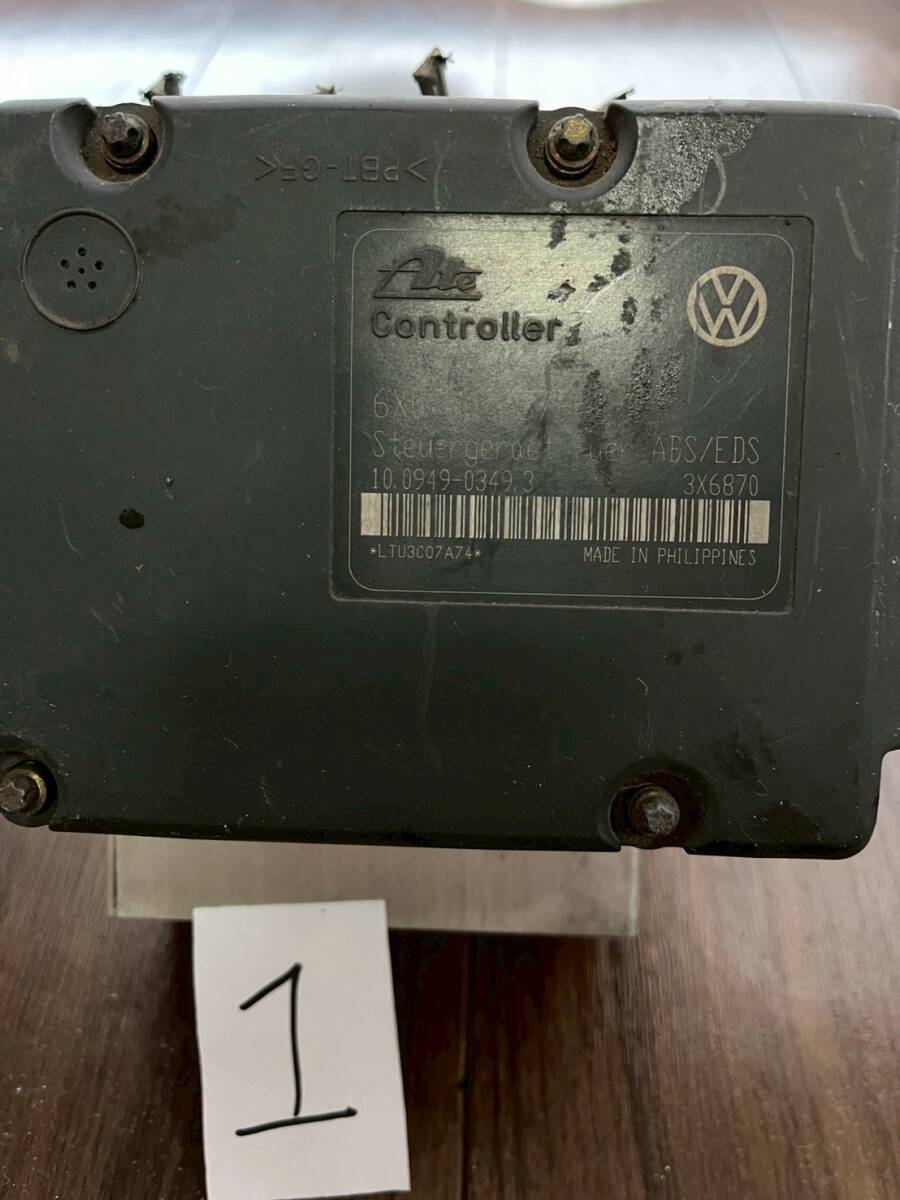 >PBT-GF<
Ate
Controller
Steuergeraet fuer ABS/EDS
10.0949-0349.3 3X6870
*LTU3C07A74* MADE IN PHILIPPINES
1